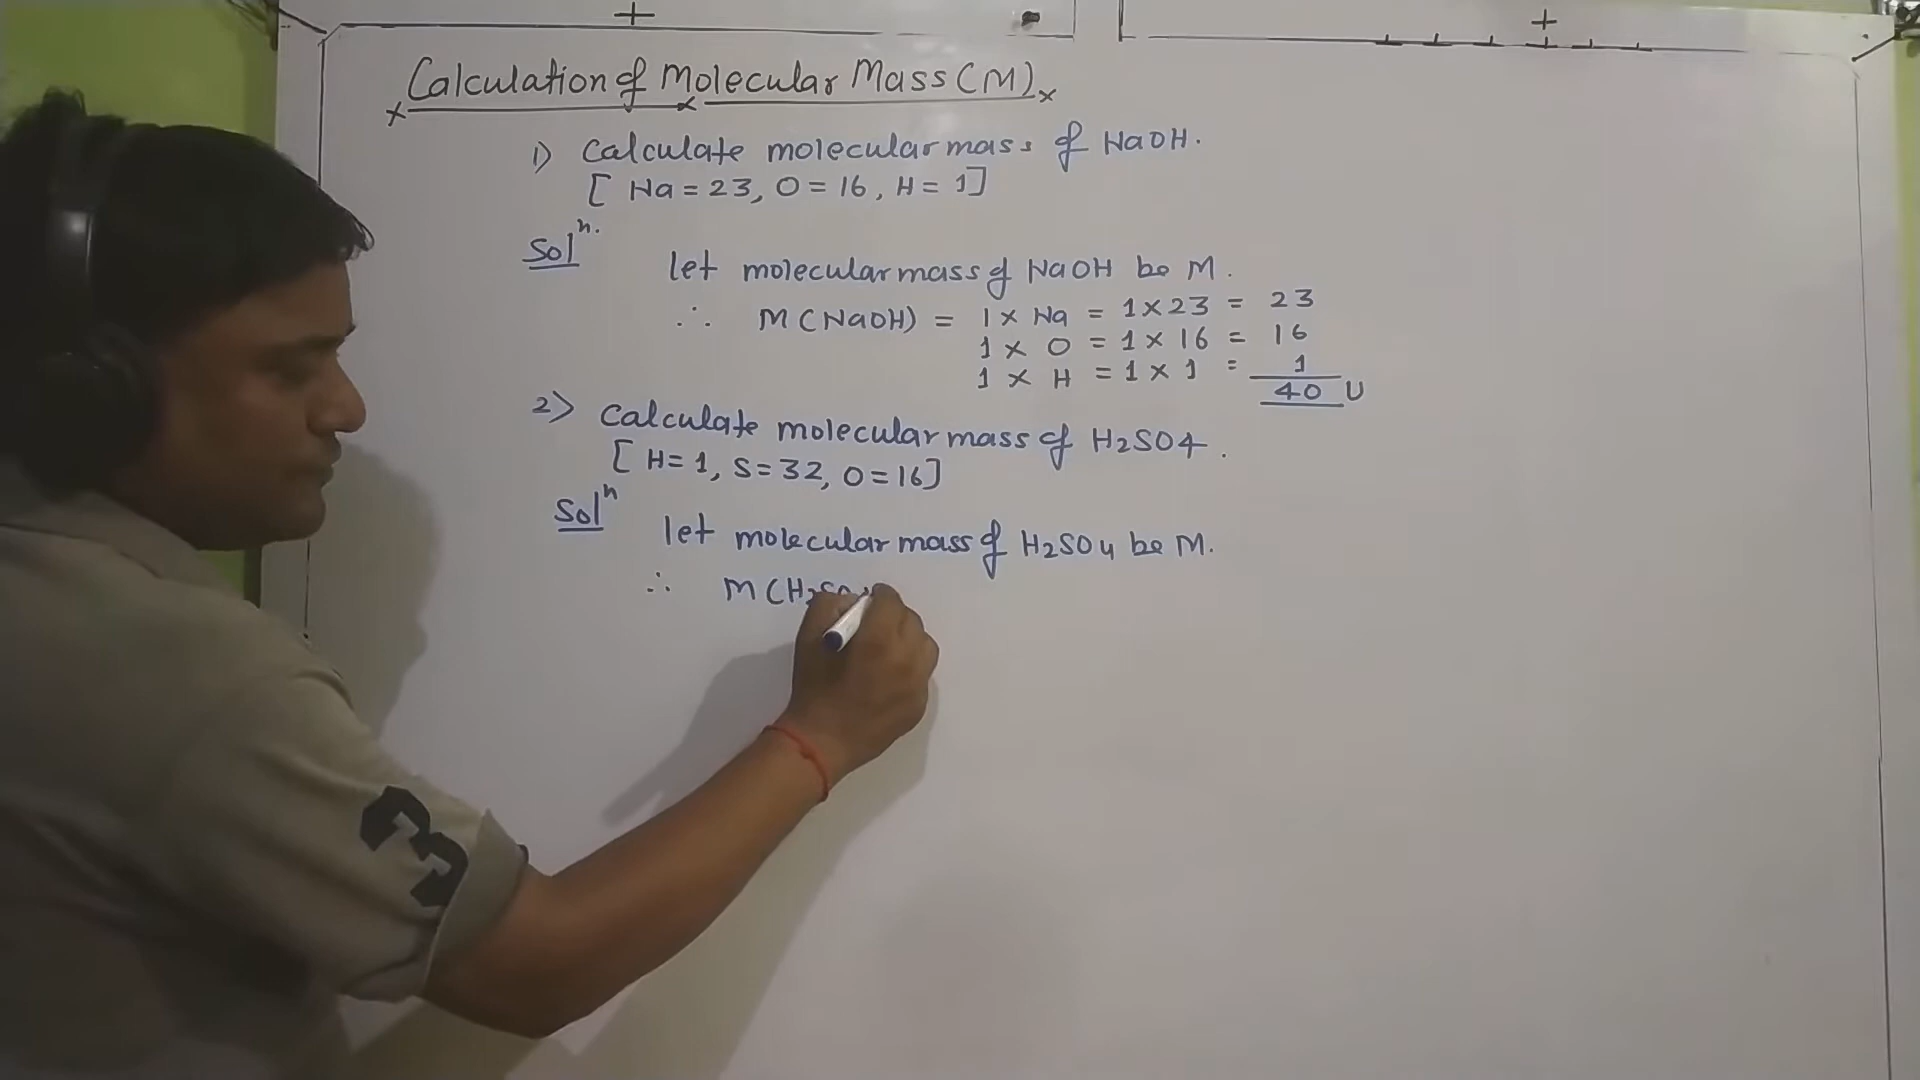 Calculation of Molecular Mass (M)
1) Calculate molecular mass of NaOH.
[ Na = 23, O = 16, H = 1]
Solⁿ.
let molecular mass of NaOH be M.
∴ M (NaOH) = 1 x Na = 1 x 23 = 23
1 x O = 1 x 16 = 16
1 x H = 1 x 1 = 1
40 U
2) Calculate molecular mass of H2SO4.
[ H = 1, S = 32, O = 16]
Solⁿ
let molecular mass of H2SO4 be M.
∴ M (H2SO
3